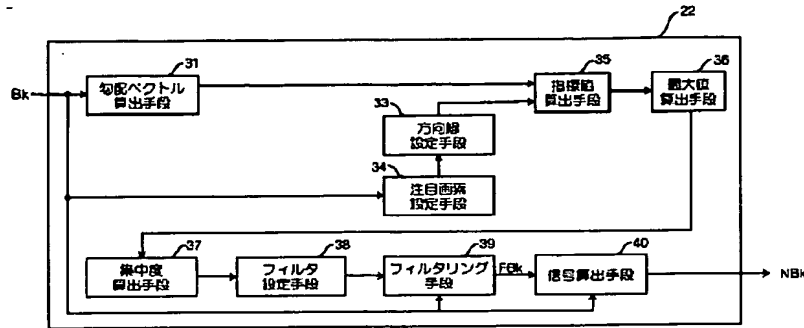 22
Bk
31
勾配ベクトル
算出手段
35
指標値
算出手段
36
最大値
算出手段
33
方向線
設定手段
34
注目画素
設定手段
37
集中度
算出手段
38
フィルタ
設定手段
39
フィルタリング
手段
FBk
40
信号算出手段
NBk